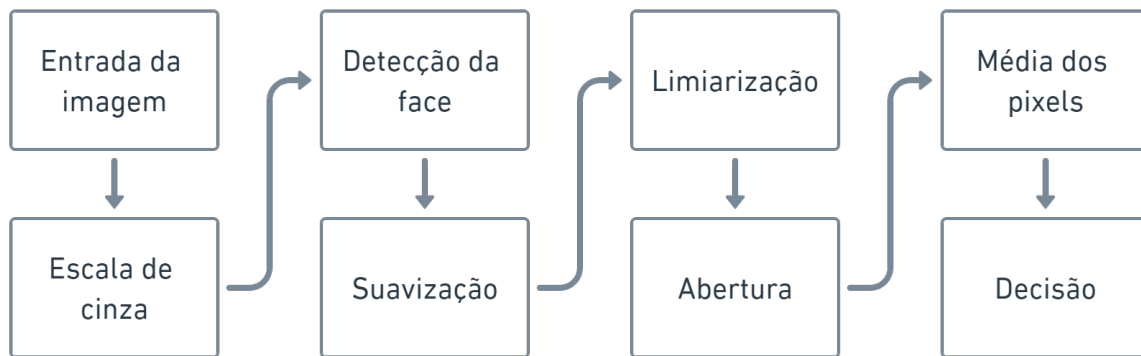 Entrada da
imagem
Escala de
cinza
Detecção da
face
Suavização
Limiarização
Abertura
Média dos
pixels
Decisão